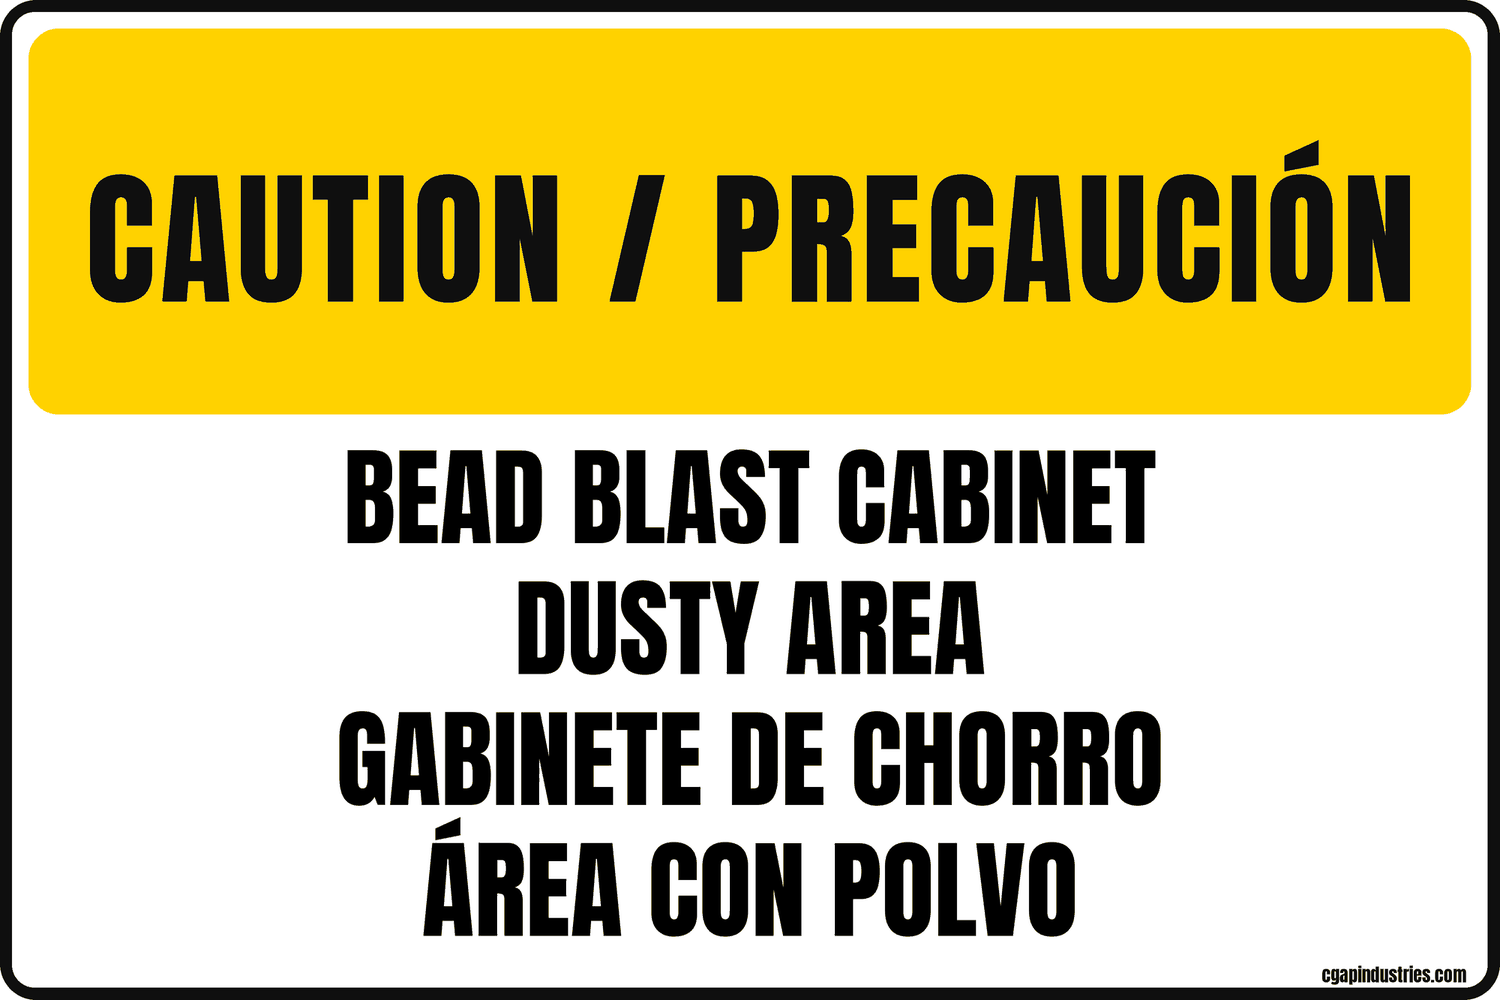 CAUTION / PRECAUCIÓN
BEAD BLAST CABINET
DUSTY AREA
GABINETE DE CHORRO
ÁREA CON POLVO
cgapindustries.com